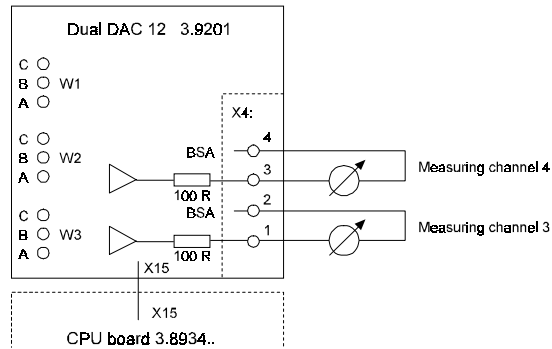 Dual DAC 12 3.9201
C
B W1
A
X4:
C
B W2
A
BSA 4
3
100 R
Measuring channel 4
BSA 2
C
B W3
A
1
100 R
Measuring channel 3
X15
X15
CPU board 3.8934..